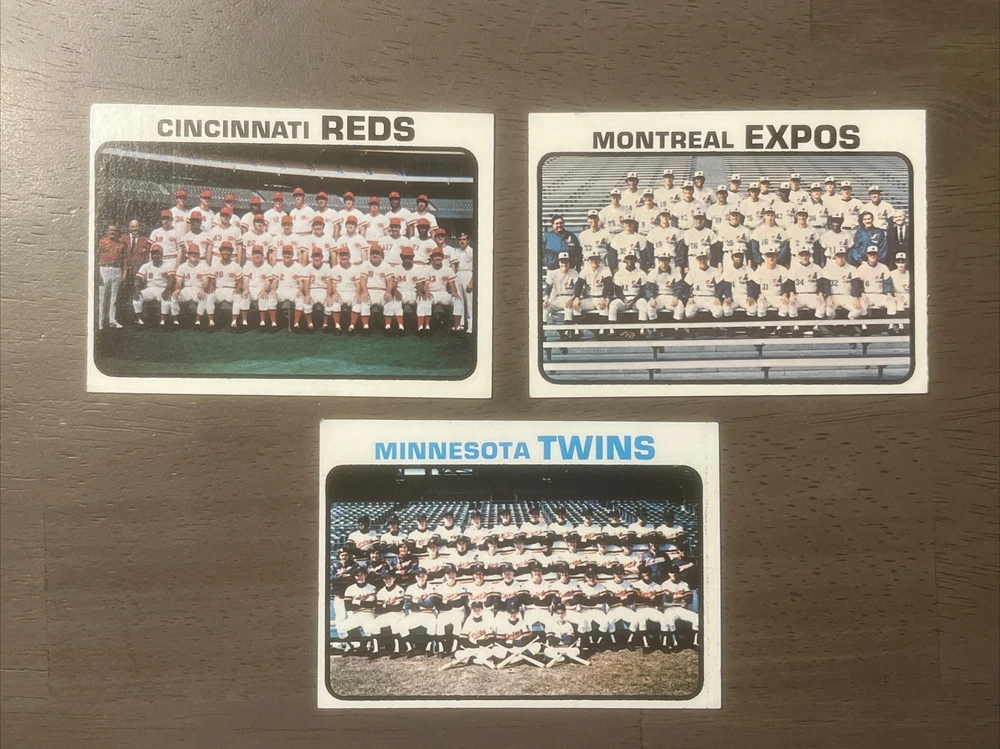 CINCINNATI REDS
MONTREAL EXPOS
MINNESOTA TWINS